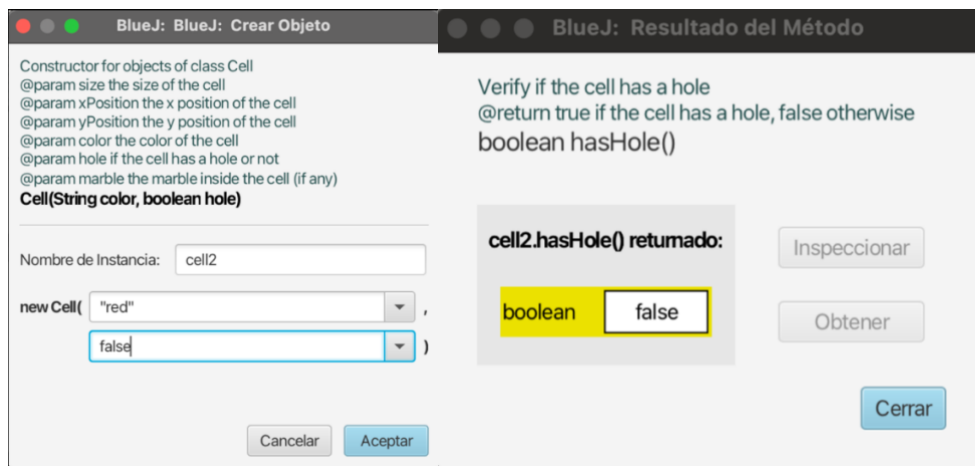 BlueJ: BlueJ: Crear Objeto
Constructor for objects of class Cell
@param size the size of the cell
@param xPosition the x position of the cell
@param yPosition the y position of the cell
@param color the color of the cell
@param hole if the cell has a hole or not
@param marble the marble inside the cell (if any)
Cell(String color, boolean hole)
Nombre de Instancia: cell2
new Cell( "red" ,
false )
Cancelar Aceptar
BlueJ: Resultado del Método
Verify if the cell has a hole
@return true if the cell has a hole, false otherwise
boolean hasHole()
cell2.hasHole() returnado:
boolean false
Inspeccionar
Obtener
Cerrar